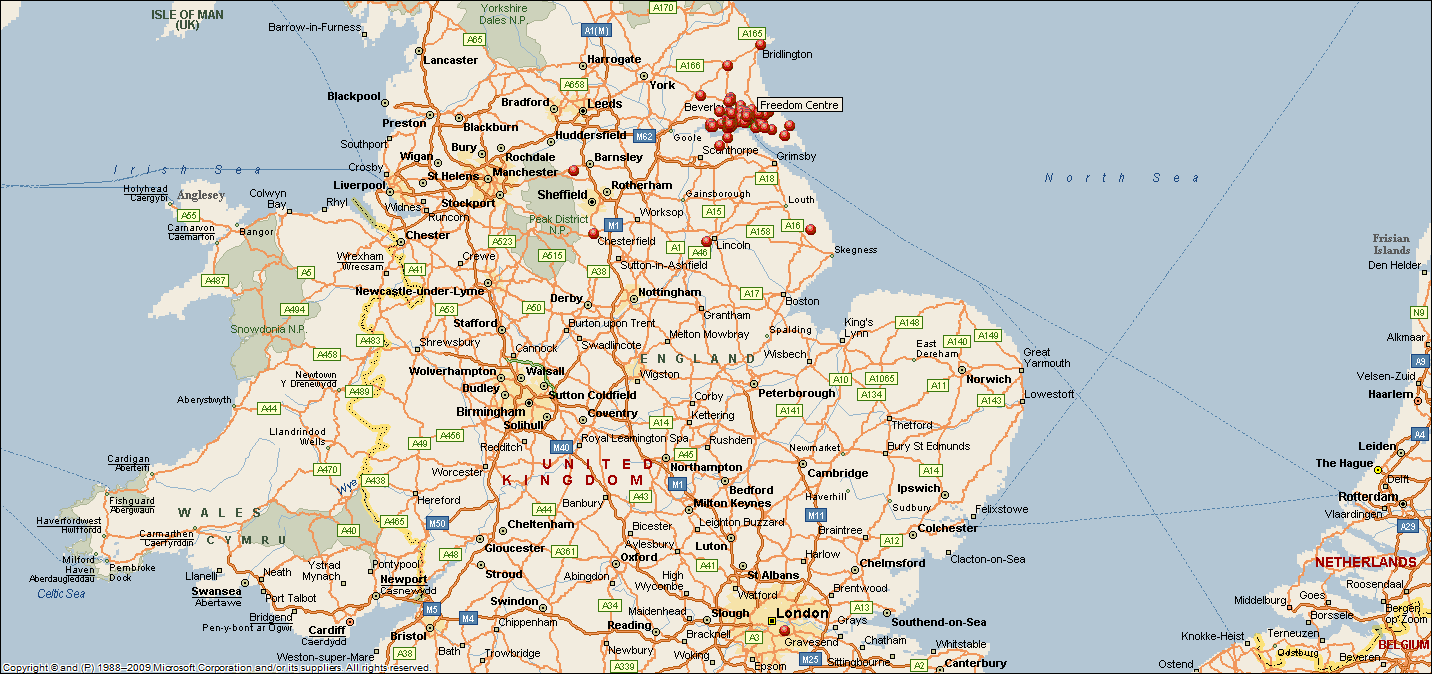 ISLE OF MAN
(UK)
Barrow-in-Furness
Yorkshire
Dales N.P.
A170
A1(M)
A165
A65
Lancaster
Harrogate
A166
Bridlington
A658
York
Blackpool
Bradford
Leeds
Beverle
Freedom Centre
Preston
Blackburn
Huddersfield
M62
Goole
Southport
Bury
Rochdale
Barnsley
Scunthorpe
Grimsby
Irish Sea
Wigan
Crosby
St Helens
Manchester
A18
North Sea
Holyhead
Caergybi
Anglesey
Colwyn
Bay
Rhyl
Liverpool
Widnes
Runcorn
Stockport
Sheffield
Rotherham
Gainsborough
Louth
A55
Carnarvon
Caernarfon
Bangor
Peak District
N.P.
M1
Worksop
A15
A158
A16
Chester
A523
Chesterfield
A1
A46
Lincoln
Skegness
Frisian
Islands
Den Helder
Wrexham
Wrecsam
Crewe
A515
Sutton-in-Ashfield
A487
A5
A41
A38
Newcastle-under-Lyme
Derby
Nottingham
A17
Boston
A494
A53
A50
Grantham
N9
Snowdonia N.P.
Stafford
Burton upon Trent
Melton Mowbray
Spalding
King's
Lynn
A148
A149
Alkmaar
A483
Shrewsbury
Swadlincote
A140
East
Dereham
A458
Cannock
ENGLAND
Wisbech
Great
Yarmouth
A9
Newtown
Y Drenewydd
Wolverhampton
Walsall
Wigston
A10
A1065
A11
Norwich
Velsen-Zuid
A489
Dudley
Sutton Coldfield
Corby
Peterborough
A134
A143
Lowestoft
Haarlem
Aberystwyth
A44
Birmingham
Coventry
Kettering
A141
Solihull
A14
Thetford
Llandrindod
Wells
A49
A456
Redditch
M40
Royal Leamington Spa
Rushden
Newmarket
Bury St Edmunds
A4
Leiden
Cardigan
Aberteifi
A470
Worcester
UNITED
KINGDOM
A45
Northampton
Cambridge
A14
The Hague
Wye
A438
M1
Bedford
Haverhill
Ipswich
Delft
Fishguard
Abergwaun
Hereford
Banbury
A43
Milton Keynes
Sudbury
Rotterdam
WALES
CYMRU
A44
Felixstowe
Vlaardingen
Haverfordwest
Hwlffordd
A465
M50
Cheltenham
Bicester
Leighton Buzzard
M11
Braintree
Colchester
A29
Carmarthen
Caerfyrddin
A40
Gloucester
A361
Aylesbury
Luton
A12
Milford
Haven
Aberdaugleddau
Pembroke
Dock
A48
Oxford
A41
Harlow
Clacton-on-Sea
NETHERLANDS
Ystrad
Mynach
Pontypool
Stroud
Abingdon
High
Wycombe
St Albans
Chelmsford
Llanelli
Neath
Newport
Casnewydd
Watford
Brentwood
Roosendaal
Celtic Sea
Swansea
Abertawe
Port Talbot
M5
M4
Swindon
A34
Maidenhead
Slough
London
A13
Middelburg
Goes
Bergen
op Zoom
Bridgend
Pen-y-bont ar Ogwr
Chippenham
Reading
Grays
Southend-on-Sea
Borssele
Cardiff
Caerdydd
Bristol
Bracknell
A3
Gravesend
Chatham
Whitstable
Knokke-Heist
Terneuzen
Weston-super-Mare
A38
Bath
Trowbridge
Newbury
Woking
M25
Sittingbourne
Oostburg
BELGIUM
A339
Epsom
A2
Canterbury
Ostend
Beveren
Copyright © and (P) 1988–2009 Microsoft Corporation and/or its suppliers. All rights reserved.